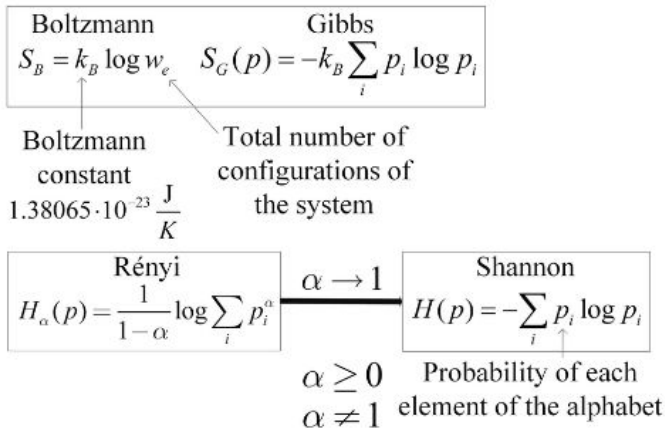 Boltzmann Gibbs
S_B = k_B log w_e S_G(p) = -k_B ∑_i p_i log p_i
Boltzmann
constant
1.38065·10^-23 J/K
Total number of
configurations of
the system
Rényi
H_α(p) = 1/(1-α) log ∑_i p_i^α
α → 1
α ≥ 0
α ≠ 1
Shannon
H(p) = -∑_i p_i log p_i
Probability of each
element of the alphabet